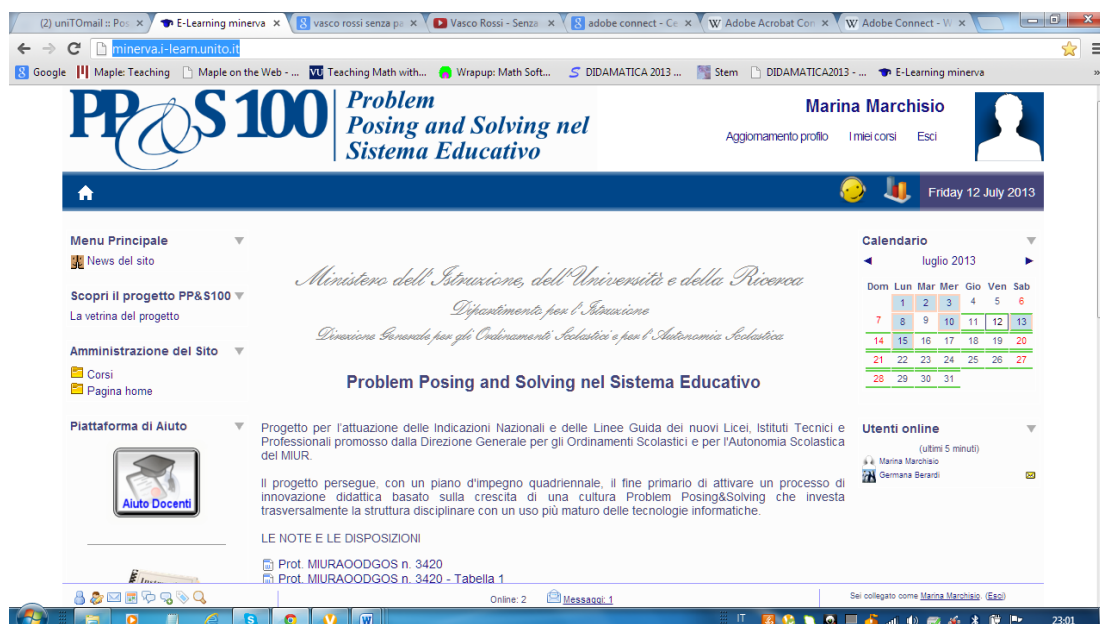 (2) uniTOmail :: Pos
E-Learning minerva
vasco rossi senza pa
Vasco Rossi - Senza
adobe connect - Ce
Adobe Acrobat Con
Adobe Connect - W
minerva.i-learn.unito.it
Google
Maple: Teaching
Maple on the Web - ...
Teaching Math with...
Wrapup: Math Soft...
DIDAMATICA 2013 ...
Stem
DIDAMATICA2013 - ...
E-Learning minerva
PP&S 100
Problem
Posing and Solving nel
Sistema Educativo
Marina Marchisio
Aggiornamento profilo I miei corsi Esci
Friday 12 July 2013
Menu Principale
News del sito
Scopri il progetto PP&S100
La vetrina del progetto
Amministrazione del Sito
Corsi
Pagina home
Piattaforma di Aiuto
Aiuto Docenti
Ministero dell'Istruzione, dell'Università e della Ricerca
Dipartimento per l'Istruzione
Direzione Generale per gli Ordinamenti Scolastici e per l'Autonomia Scolastica
Problem Posing and Solving nel Sistema Educativo
Progetto per l'attuazione delle Indicazioni Nazionali e delle Linee Guida dei nuovi Licei, Istituti Tecnici e
Professionali promosso dalla Direzione Generale per gli Ordinamenti Scolastici e per l'Autonomia Scolastica
del MIUR.
Il progetto persegue, con un piano d'impegno quadriennale, il fine primario di attivare un processo di
innovazione didattica basato sulla crescita di una cultura Problem Posing&Solving che investa
trasversalmente la struttura disciplinare con un uso più maturo delle tecnologie informatiche.
LE NOTE E LE DISPOSIZIONI
Prot. MIURAOODGOS n. 3420
Prot. MIURAOODGOS n. 3420 - Tabella 1
Calendario
luglio 2013
Dom Lun Mar Mer Gio Ven Sab
1 2 3 4 5 6
7 8 9 10 11 12 13
14 15 16 17 18 19 20
21 22 23 24 25 26 27
28 29 30 31
Utenti online
(ultimi 5 minuti)
Marina Marchisio
Germana Berardi
Online: 2
Messaggi: 1
Sei collegato come Marina Marchisio. (Esci)
IT
23:01